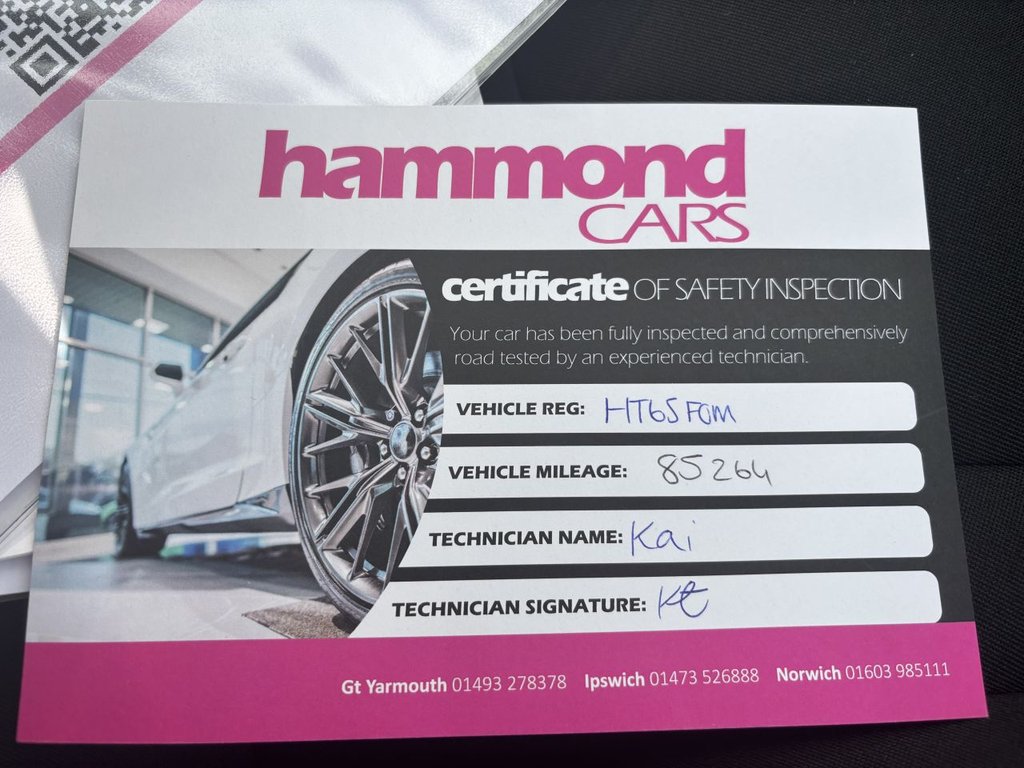 hammond
CARS
certificate OF SAFETY INSPECTION
Your car has been fully inspected and comprehensively
road tested by an experienced technician.
VEHICLE REG: HT65FOM
VEHICLE MILEAGE: 85264
TECHNICIAN NAME: Kai
TECHNICIAN SIGNATURE:
Gt Yarmouth 01493 278378 Ipswich 01473 526888 Norwich 01603 985111